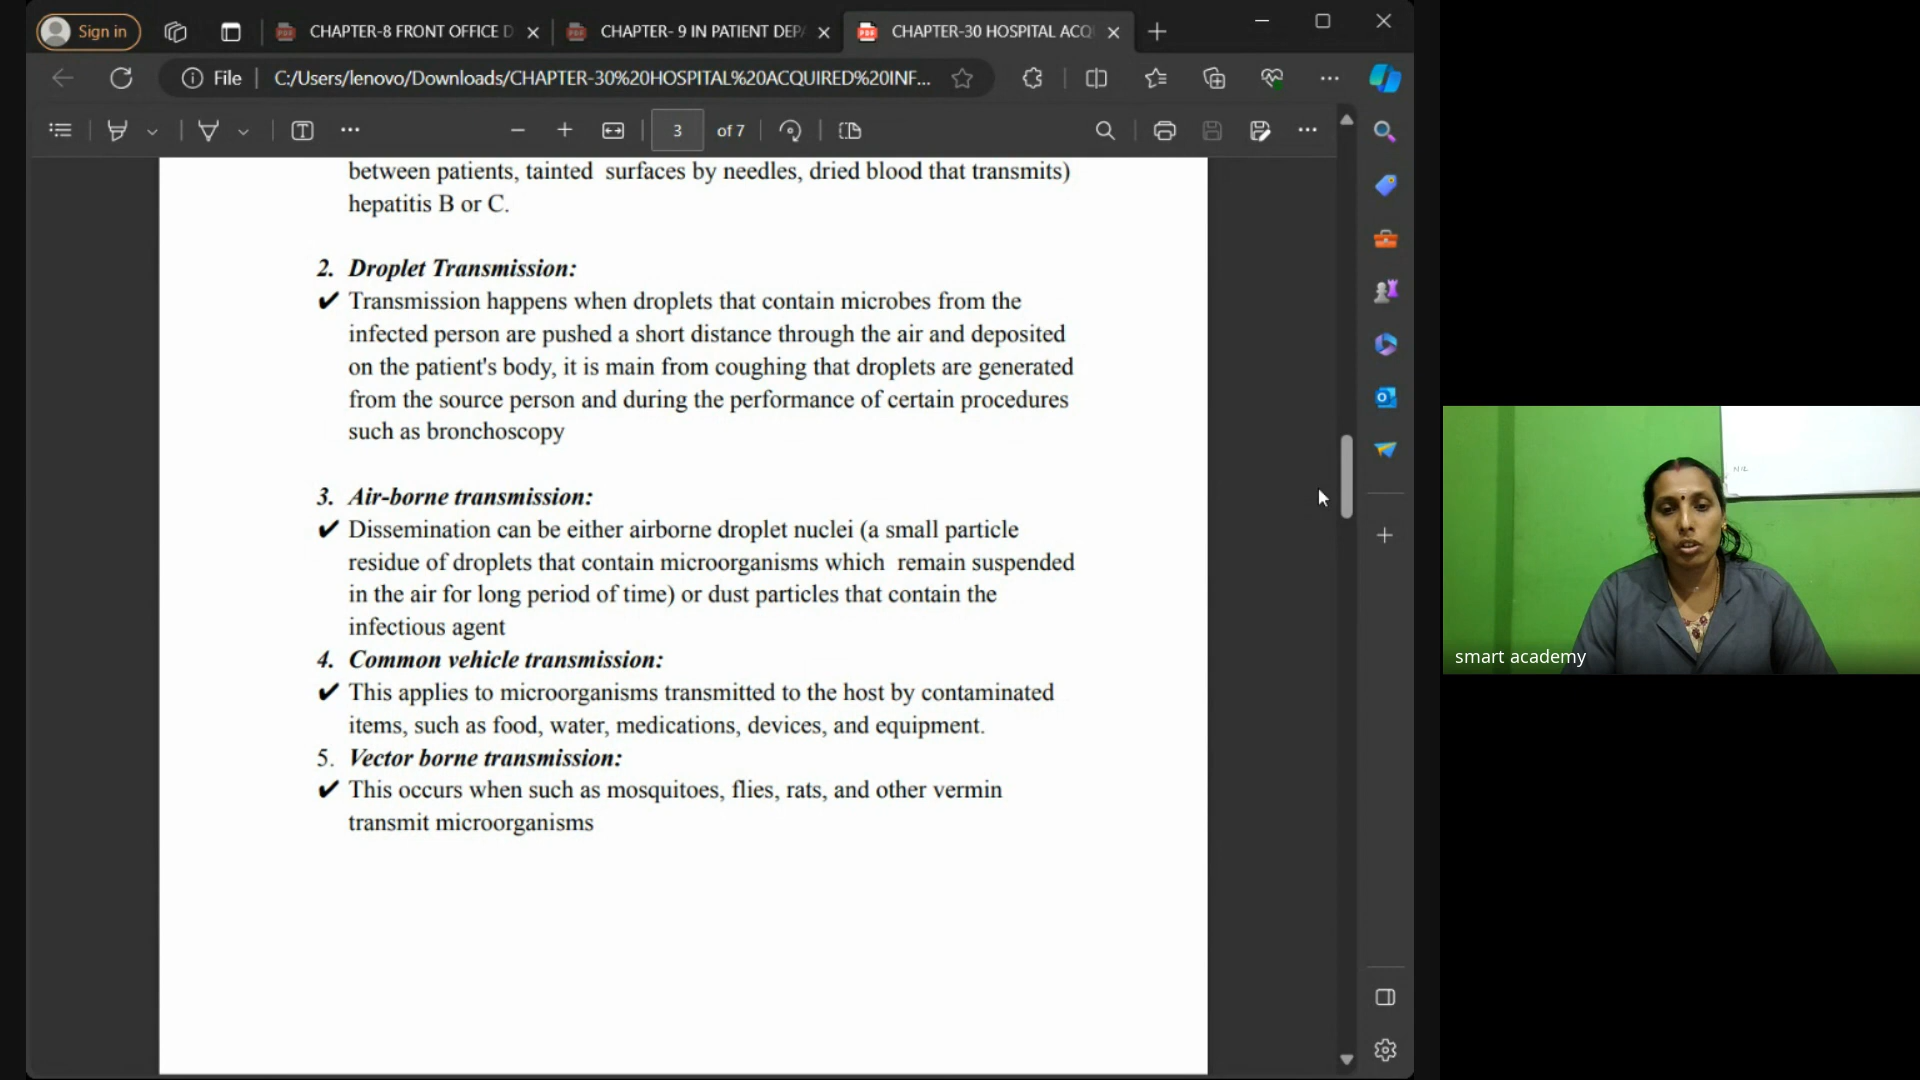 Sign in
CHAPTER-8 FRONT OFFICE D
CHAPTER- 9 IN PATIENT DEP
CHAPTER-30 HOSPITAL ACQ
File
C:/Users/lenovo/Downloads/CHAPTER-30%20HOSPITAL%20ACQUIRED%20INF...
3 of 7
between patients, tainted surfaces by needles, dried blood that transmits)
hepatitis B or C.
2. Droplet Transmission:
✔ Transmission happens when droplets that contain microbes from the
infected person are pushed a short distance through the air and deposited
on the patient's body, it is main from coughing that droplets are generated
from the source person and during the performance of certain procedures
such as bronchoscopy
3. Air-borne transmission:
✔ Dissemination can be either airborne droplet nuclei (a small particle
residue of droplets that contain microorganisms which remain suspended
in the air for long period of time) or dust particles that contain the
infectious agent
4. Common vehicle transmission:
✔ This applies to microorganisms transmitted to the host by contaminated
items, such as food, water, medications, devices, and equipment.
5. Vector borne transmission:
✔ This occurs when such as mosquitoes, flies, rats, and other vermin
transmit microorganisms
smart academy